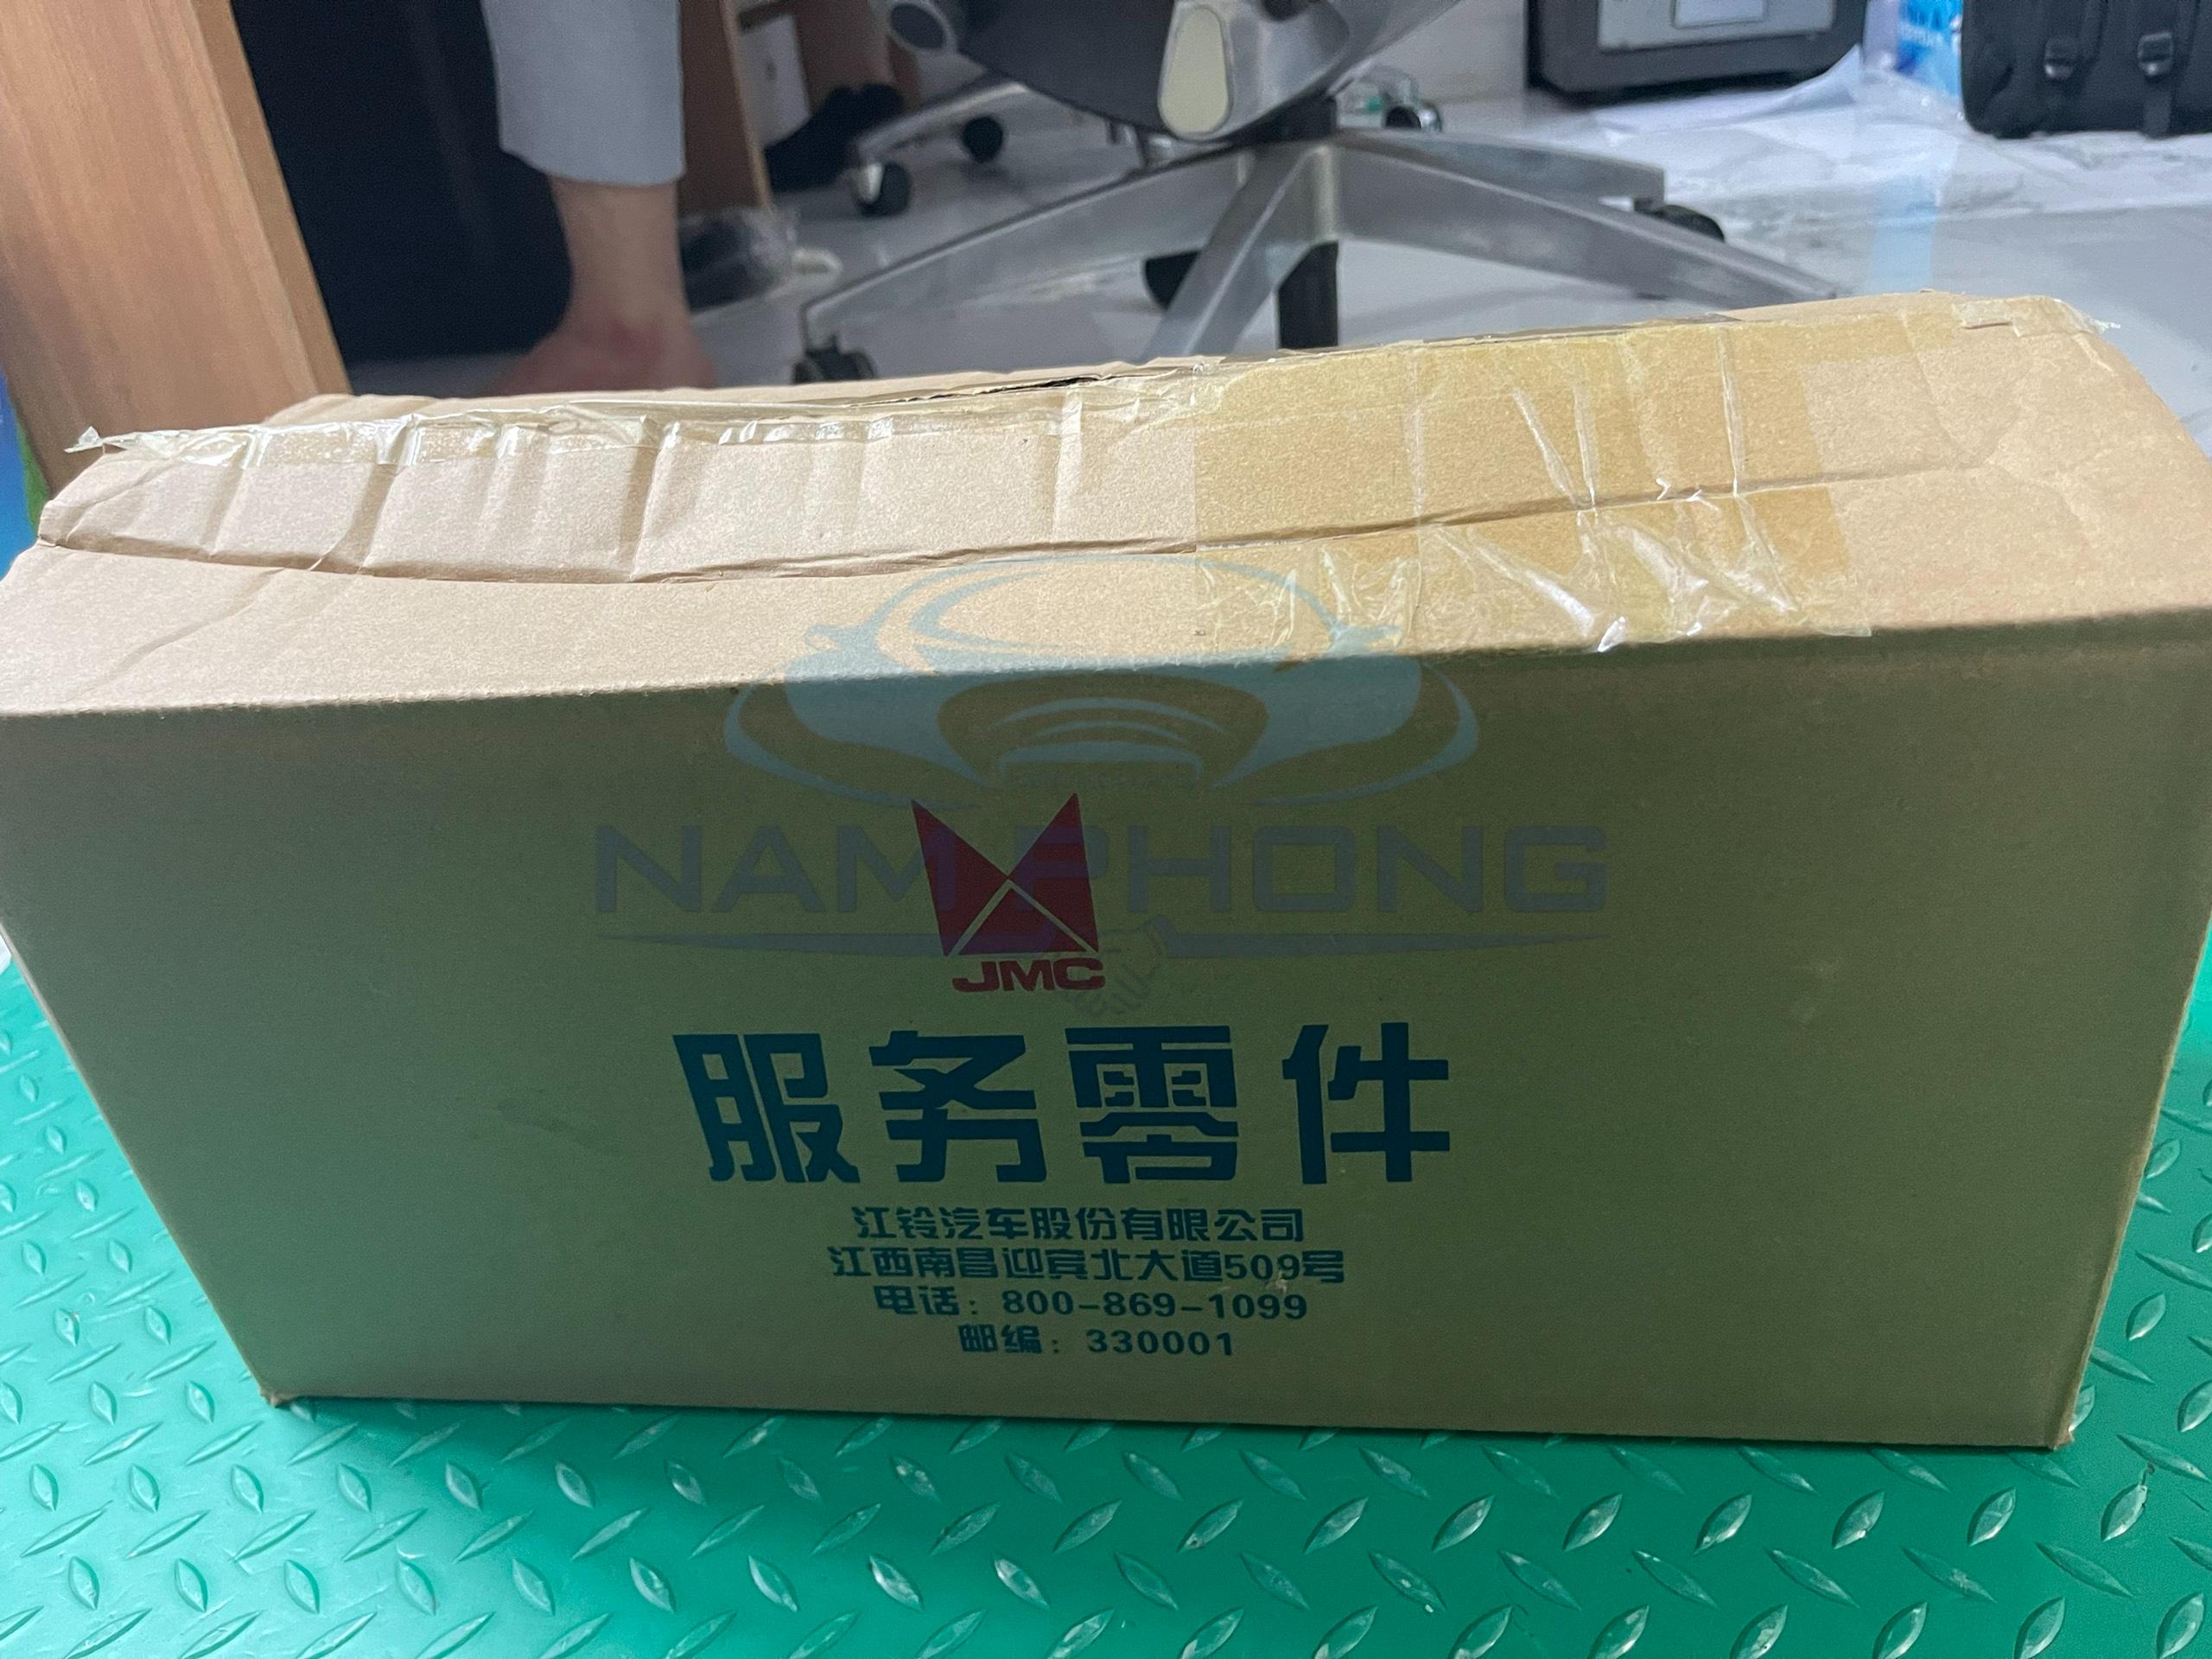 NAM PHONG
JMC
服务零件
江铃汽车股份有限公司
江西南昌迎宾北大道509号
电话：800-869-1099
邮编：330001